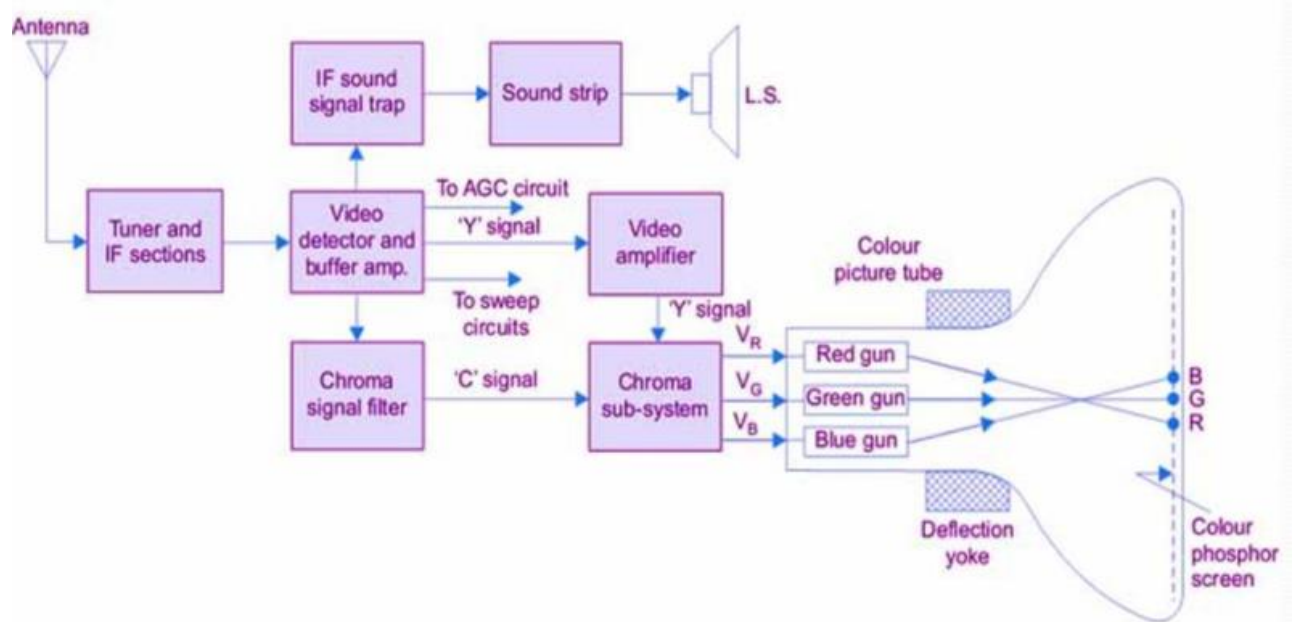 Antenna
IF sound
signal trap
Sound strip
L.S.
Tuner and
IF sections
Video
detector and
buffer amp.
To AGC circuit
'Y' signal
To sweep
circuits
Video
amplifier
'Y' signal
Chroma
signal filter
'C' signal
Chroma
sub-system
VR
VG
VB
Colour
picture tube
Red gun
Green gun
Blue gun
B
G
R
Deflection
yoke
Colour
phosphor
screen